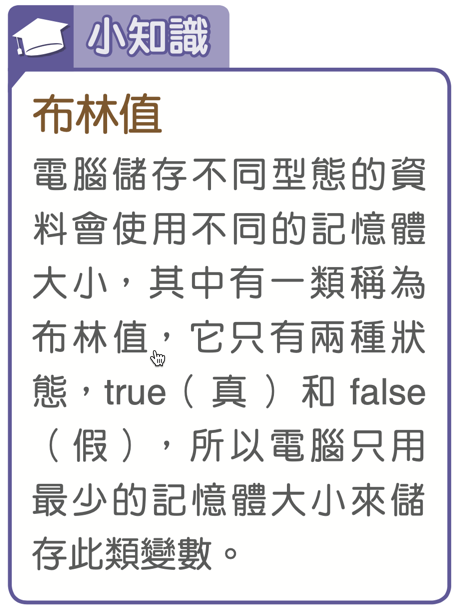 小知識
布林值
電腦儲存不同型態的資
料會使用不同的記憶體
大小，其中有一類稱為
布林值，它只有兩種狀
態，true（真）和 false
（假），所以電腦只用
最少的記憶體大小來儲
存此類變數。